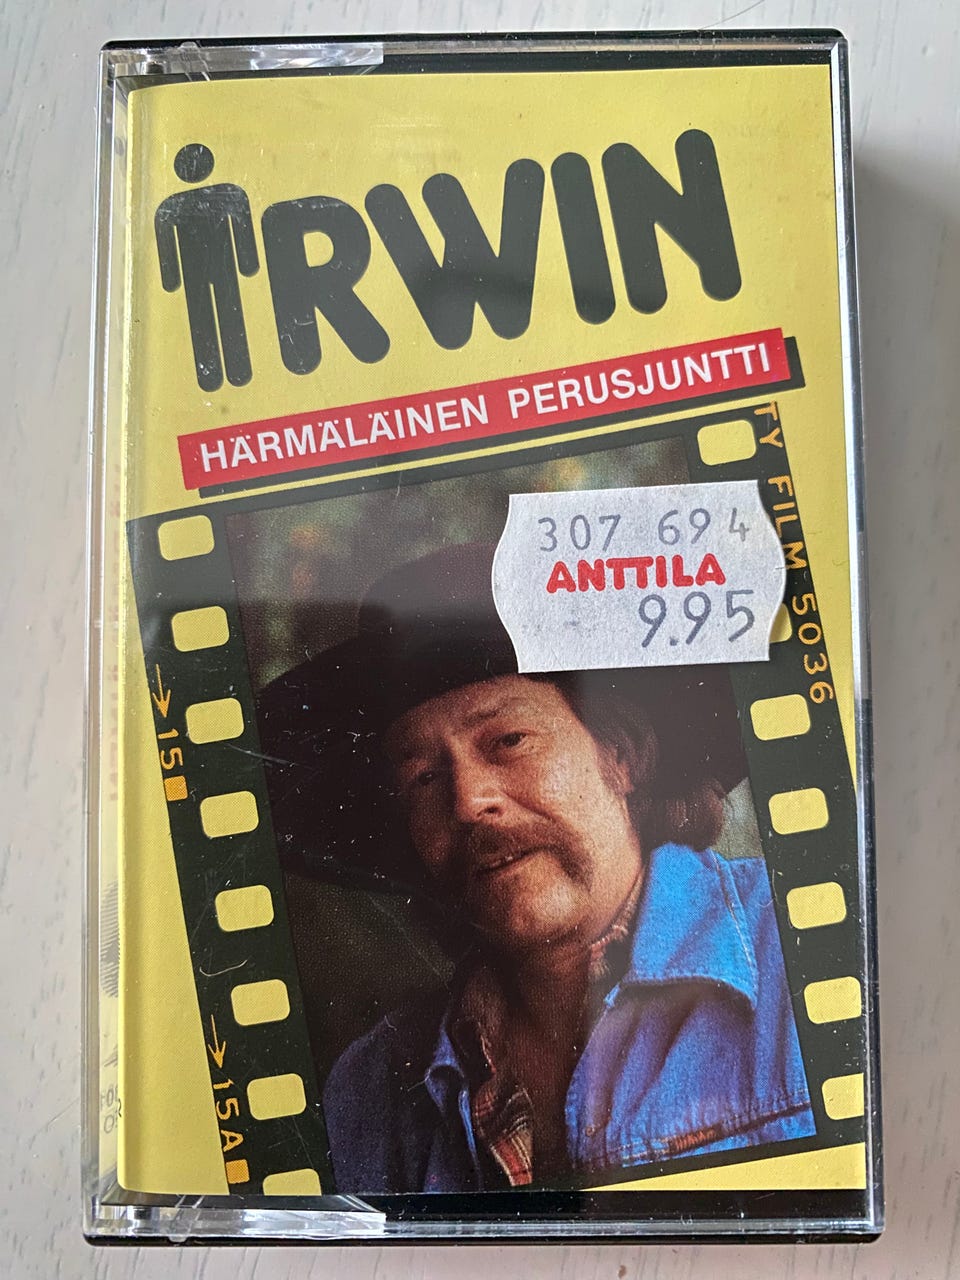 IRWIN
HÄRMÄLÄINEN PERUSJUNTTI
TY FILM 5036
307 694
ANTTILA
9.95
→15
→15A